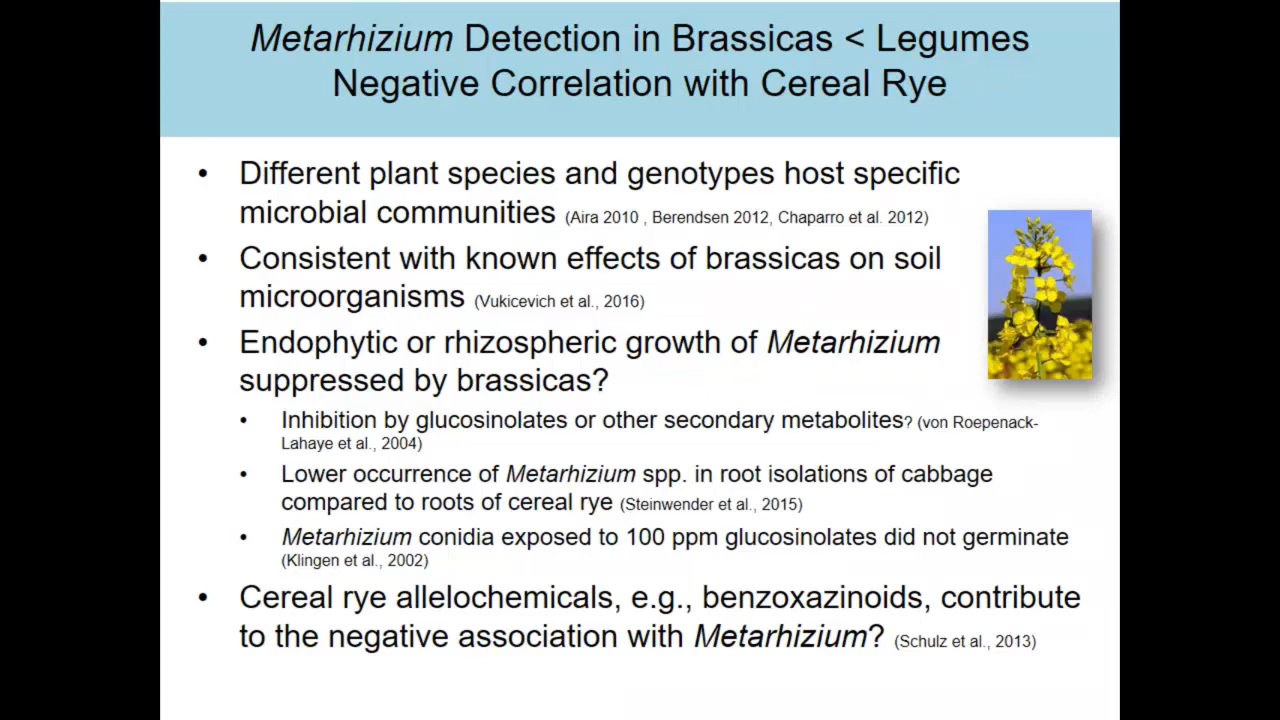 Metarhizium Detection in Brassicas < Legumes
Negative Correlation with Cereal Rye
• Different plant species and genotypes host specific
microbial communities (Aira 2010 , Berendsen 2012, Chaparro et al. 2012)
• Consistent with known effects of brassicas on soil
microorganisms (Vukicevich et al., 2016)
• Endophytic or rhizospheric growth of Metarhizium
suppressed by brassicas?
• Inhibition by glucosinolates or other secondary metabolites? (von Roepenack-
Lahaye et al., 2004)
• Lower occurrence of Metarhizium spp. in root isolations of cabbage
compared to roots of cereal rye (Steinwender et al., 2015)
• Metarhizium conidia exposed to 100 ppm glucosinolates did not germinate
(Klingen et al., 2002)
• Cereal rye allelochemicals, e.g., benzoxazinoids, contribute
to the negative association with Metarhizium? (Schulz et al., 2013)